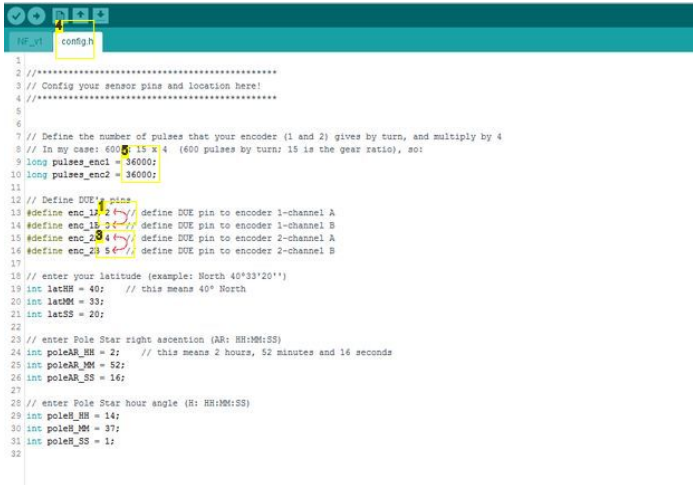 4
NF_v1 config.h
1
2 //**********************************************
3 // Config your sensor pins and location here!
4 //**********************************************
5
6
7 // Define the number of pulses that your encoder (1 and 2) gives by turn, and multiply by 4
8 // In my case: 600 5 15 x 4 (600 pulses by turn; 15 is the gear ratio), so:
9 long pulses_enc1 = 36000;
10 long pulses_enc2 = 36000;
11
12 // Define DUE's pins
1
13 #define enc_1A 2 // define DUE pin to encoder 1-channel A
14 #define enc_1B 3 // define DUE pin to encoder 1-channel B
3
15 #define enc_2A 4 // define DUE pin to encoder 2-channel A
16 #define enc_2B 5 // define DUE pin to encoder 2-channel B
17
18 // enter your latitude (example: North 40º33'20'')
19 int latHH = 40; // this means 40º North
20 int latMM = 33;
21 int latSS = 20;
22
23 // enter Pole Star right ascention (AR: HH:MM:SS)
24 int poleAR_HH = 2; // this means 2 hours, 52 minutes and 16 seconds
25 int poleAR_MM = 52;
26 int poleAR_SS = 16;
27
28 // enter Pole Star hour angle (H: HH:MM:SS)
29 int poleH_HH = 14;
30 int poleH_MM = 37;
31 int poleH_SS = 1;
32